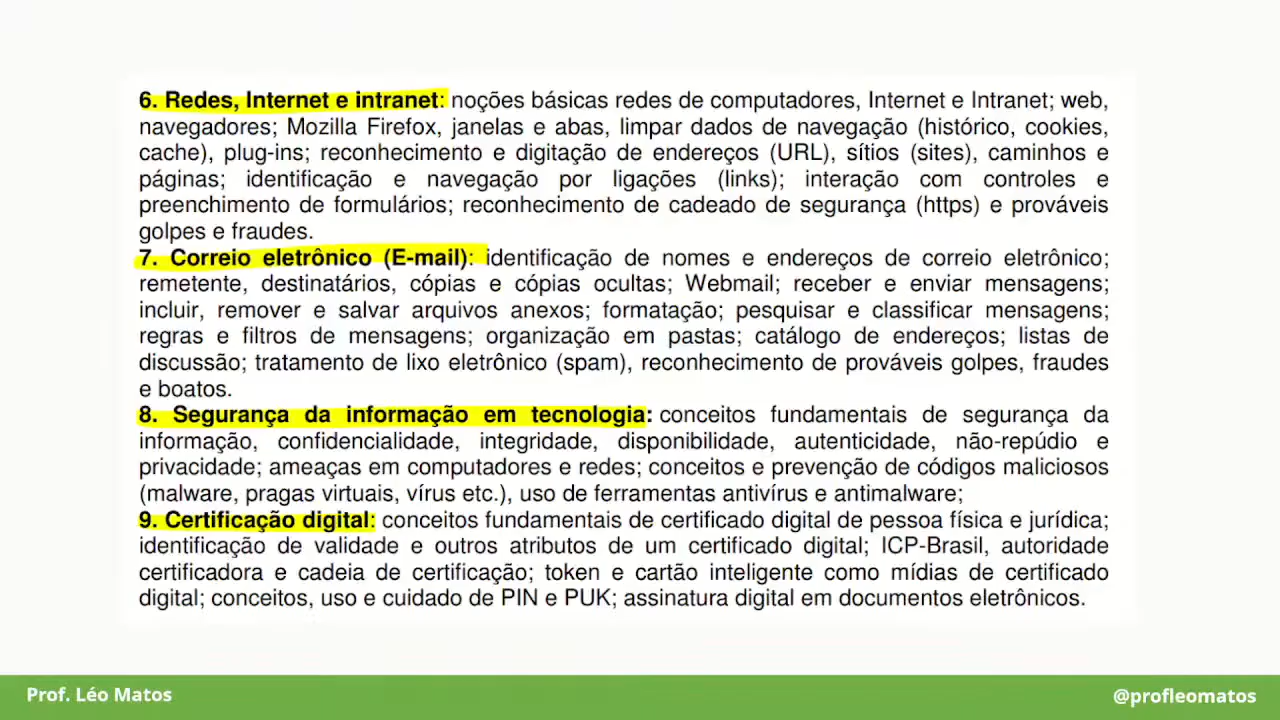 6. Redes, Internet e intranet: noções básicas redes de computadores, Internet e Intranet; web,
navegadores; Mozilla Firefox, janelas e abas, limpar dados de navegação (histórico, cookies,
cache), plug-ins; reconhecimento e digitação de endereços (URL), sítios (sites), caminhos e
páginas; identificação e navegação por ligações (links); interação com controles e
preenchimento de formulários; reconhecimento de cadeado de segurança (https) e prováveis
golpes e fraudes.
7. Correio eletrônico (E-mail): identificação de nomes e endereços de correio eletrônico;
remetente, destinatários, cópias e cópias ocultas; Webmail; receber e enviar mensagens;
incluir, remover e salvar arquivos anexos; formatação; pesquisar e classificar mensagens;
regras e filtros de mensagens; organização em pastas; catálogo de endereços; listas de
discussão; tratamento de lixo eletrônico (spam), reconhecimento de prováveis golpes, fraudes
e boatos.
8. Segurança da informação em tecnologia: conceitos fundamentais de segurança da
informação, confidencialidade, integridade, disponibilidade, autenticidade, não-repúdio e
privacidade; ameaças em computadores e redes; conceitos e prevenção de códigos maliciosos
(malware, pragas virtuais, vírus etc.), uso de ferramentas antivírus e antimalware;
9. Certificação digital: conceitos fundamentais de certificado digital de pessoa física e jurídica;
identificação de validade e outros atributos de um certificado digital; ICP-Brasil, autoridade
certificadora e cadeia de certificação; token e cartão inteligente como mídias de certificado
digital; conceitos, uso e cuidado de PIN e PUK; assinatura digital em documentos eletrônicos.
Prof. Léo Matos
@profleomatos